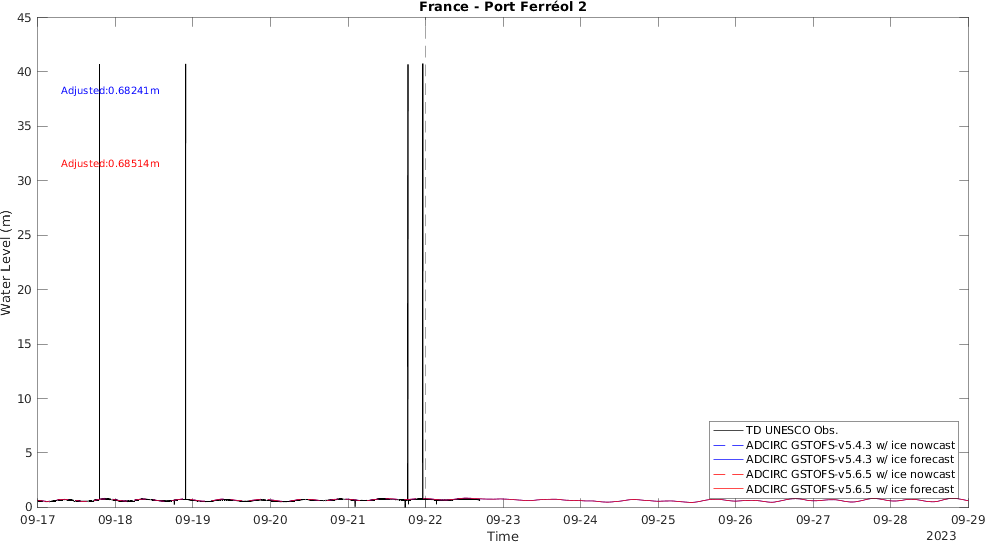 France - Port Ferréol 2
45
40
35
30
25
20
15
10
5
0
Water Level (m)
Adjusted:0.68241m
Adjusted:0.68514m
TD UNESCO Obs.
ADCIRC GSTOFS-v5.4.3 w/ ice nowcast
ADCIRC GSTOFS-v5.4.3 w/ ice forecast
ADCIRC GSTOFS-v5.6.5 w/ ice nowcast
ADCIRC GSTOFS-v5.6.5 w/ ice forecast
09-17 09-18 09-19 09-20 09-21 09-22 09-23 09-24 09-25 09-26 09-27 09-28 09-29
Time
2023